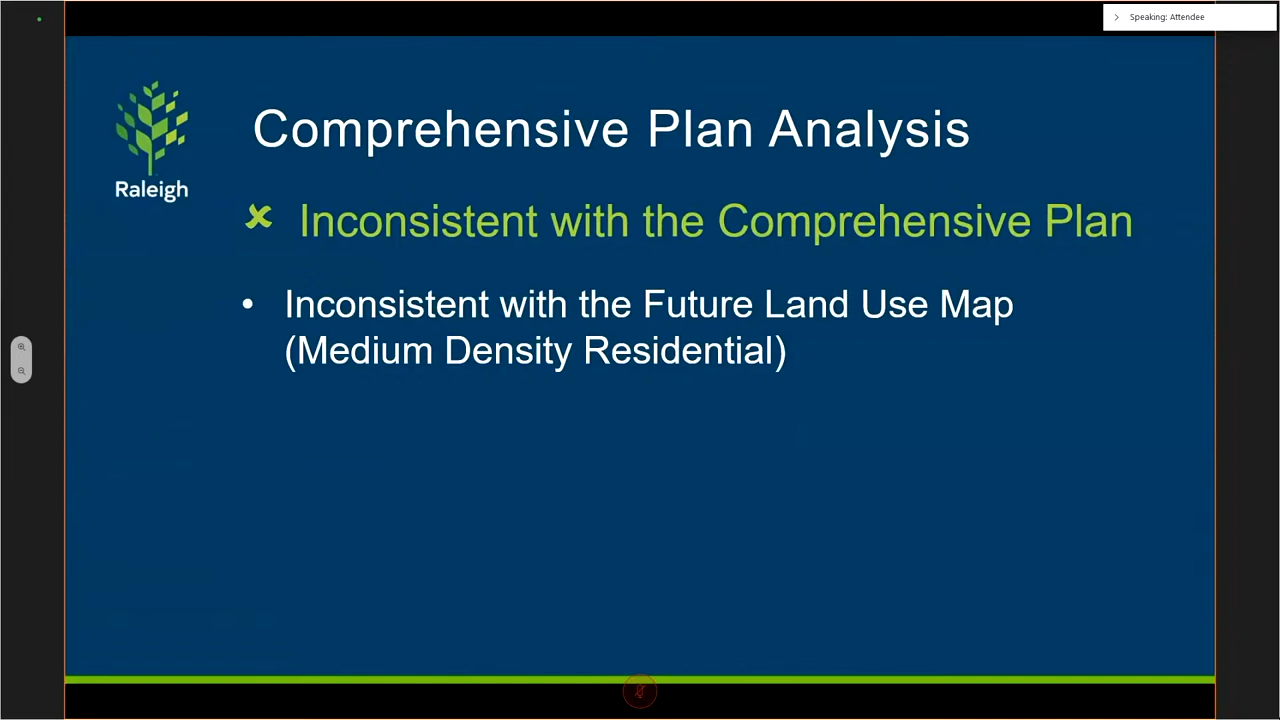 Speaking: Attendee
Comprehensive Plan Analysis
Raleigh
Inconsistent with the Comprehensive Plan
• Inconsistent with the Future Land Use Map
(Medium Density Residential)